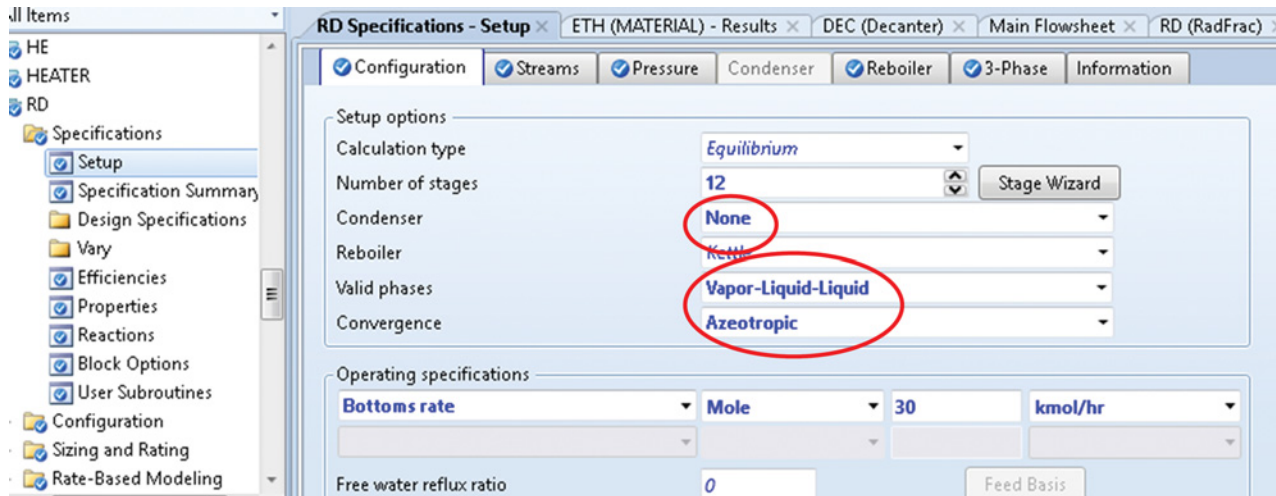 All Items
RD Specifications - Setup
ETH (MATERIAL) - Results
DEC (Decanter)
Main Flowsheet
RD (RadFrac)
HE
HEATER
RD
Specifications
Setup
Specification Summary
Design Specifications
Vary
Efficiencies
Properties
Reactions
Block Options
User Subroutines
Configuration
Sizing and Rating
Rate-Based Modeling
Configuration
Streams
Pressure
Condenser
Reboiler
3-Phase
Information
Setup options
Calculation type Equilibrium
Number of stages 12 Stage Wizard
Condenser None
Reboiler Kettle
Valid phases Vapor-Liquid-Liquid
Convergence Azeotropic
Operating specifications
Bottoms rate Mole 30 kmol/hr
Free water reflux ratio 0 Feed Basis